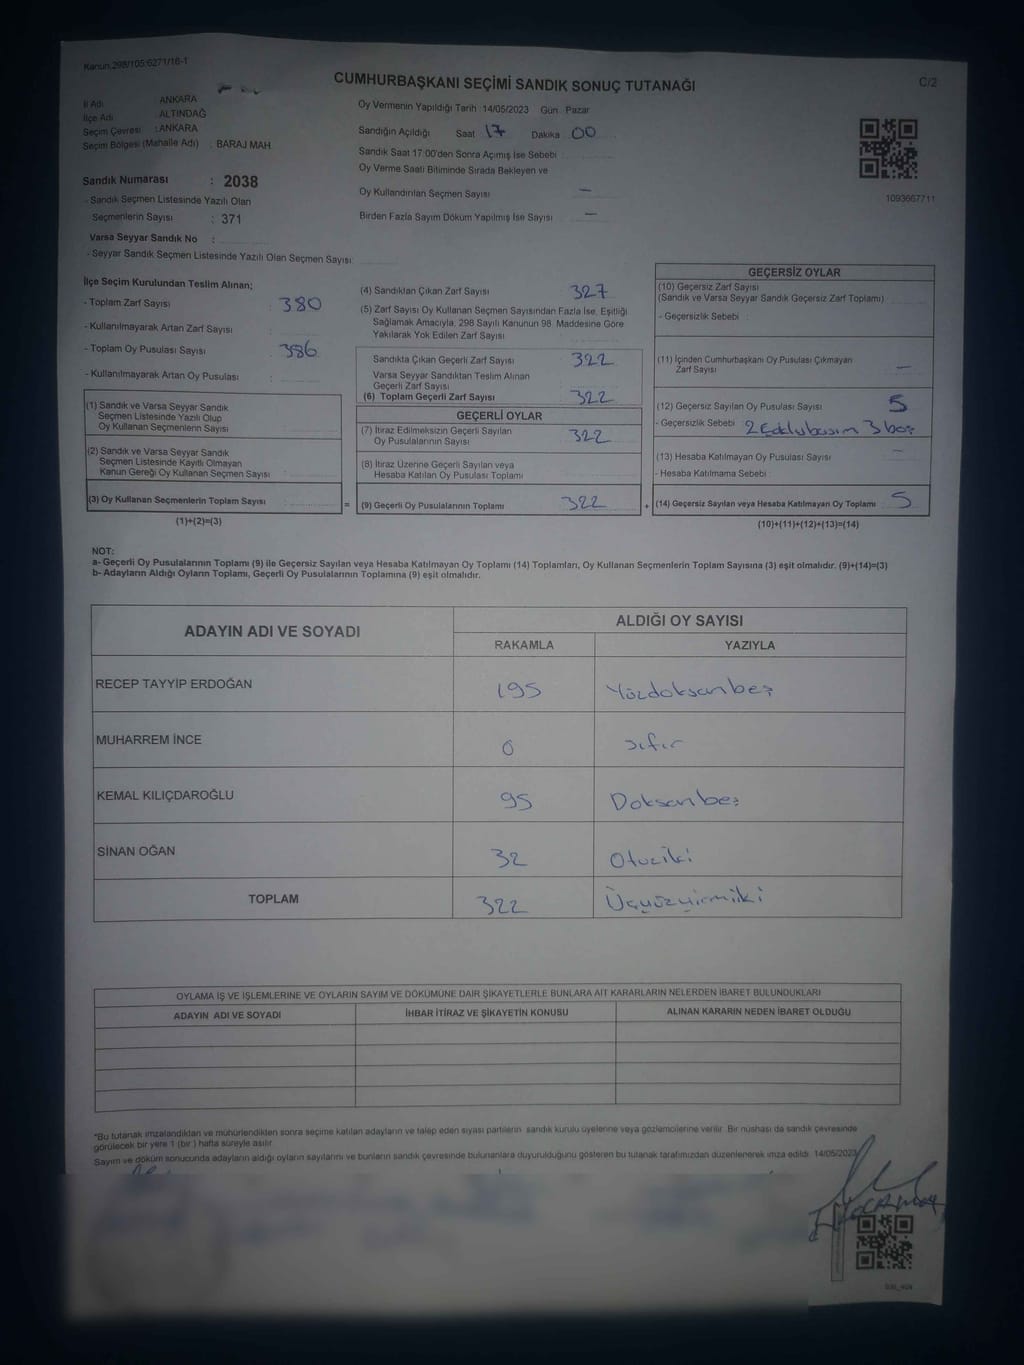 Kanun.298/105;6271/16-1
CUMHURBAŞKANI SEÇİMİ SANDIK SONUÇ TUTANAĞI
C/2
İl Adı : ANKARA
İlçe Adı : ALTINDAĞ
Seçim Çevresi : ANKARA
Seçim Bölgesi (Mahalle Adı) : BARAJ MAH.
Oy Vermenin Yapıldığı Tarih : 14/05/2023 Gün : Pazar
Sandığın Açıldığı Saat 17 Dakika 00
Sandık Saat 17:00'den Sonra Açımış İse Sebebi
Oy Verme Saati Bitiminde Sırada Bekleyen ve
Oy Kullandırılan Seçmen Sayısı —
Birden Fazla Sayım Döküm Yapılmış İse Sayısı —
1093667711
Sandık Numarası : 2038
- Sandık Seçmen Listesinde Yazılı Olan
Seçmenlerin Sayısı : 371
Varsa Seyyar Sandık No :
- Seyyar Sandık Seçmen Listesinde Yazılı Olan Seçmen Sayısı:
İlçe Seçim Kurulundan Teslim Alınan;
- Toplam Zarf Sayısı : 380
- Kullanılmayarak Artan Zarf Sayısı :
- Toplam Oy Pusulası Sayısı : 386
- Kullanılmayarak Artan Oy Pusulası :
(1) Sandık ve Varsa Seyyar Sandık
Seçmen Listesinde Yazılı Olup
Oy Kullanan Seçmenlerin Sayısı
(2) Sandık ve Varsa Seyyar Sandık
Seçmen Listesinde Kayıtlı Olmayan
Kanun Gereği Oy Kullanan Seçmen Sayısı
(3) Oy Kullanan Seçmenlerin Toplam Sayısı
(1)+(2)=(3)
(4) Sandıktan Çıkan Zarf Sayısı 327
(5) Zarf Sayısı Oy Kullanan Seçmen Sayısından Fazla İse, Eşitliği
Sağlamak Amacıyla, 298 Sayılı Kanunun 98. Maddesine Göre
Yakılarak Yok Edilen Zarf Sayısı
Sandıkta Çıkan Geçerli Zarf Sayısı 322
Varsa Seyyar Sandıktan Teslim Alınan
Geçerli Zarf Sayısı
(6) Toplam Geçerli Zarf Sayısı 322
GEÇERLİ OYLAR
(7) İtiraz Edilmeksizin Geçerli Sayılan
Oy Pusulalarının Sayısı 322
(8) İtiraz Üzerine Geçerli Sayılan veya
Hesaba Katılan Oy Pusulası Toplamı
= (9) Geçerli Oy Pusulalarının Toplamı 322 +
GEÇERSİZ OYLAR
(10) Geçersiz Zarf Sayısı
(Sandık ve Varsa Seyyar Sandık Geçersiz Zarf Toplamı)
- Geçersizlik Sebebi :
(11) İçinden Cumhurbaşkanı Oy Pusulası Çıkmayan
Zarf Sayısı —
(12) Geçersiz Sayılan Oy Pusulası Sayısı 5
- Geçersizlik Sebebi 2 3 boş
(13) Hesaba Katılmayan Oy Pusulası Sayısı —
- Hesaba Katılmama Sebebi
(14) Geçersiz Sayılan veya Hesaba Katılmayan Oy Toplamı 5
(10)+(11)+(12)+(13)=(14)
NOT:
a- Geçerli Oy Pusulalarının Toplamı (9) ile Geçersiz Sayılan veya Hesaba Katılmayan Oy Toplamı (14) Toplamları, Oy Kullanan Seçmenlerin Toplam Sayısına (3) eşit olmalıdır. (9)+(14)=(3)
b- Adayların Aldığı Oyların Toplamı, Geçerli Oy Pusulalarının Toplamına (9) eşit olmalıdır.
ADAYIN ADI VE SOYADI ALDIĞI OY SAYISI
RAKAMLA YAZIYLA
RECEP TAYYİP ERDOĞAN 195 Yüzdoksanbeş
MUHARREM İNCE 0 sıfır
KEMAL KILIÇDAROĞLU 95 Doksanbeş
SİNAN OĞAN 32 Otuziki
TOPLAM 322 Üçyüzyirmiiki
OYLAMA İŞ VE İŞLEMLERİNE VE OYLARIN SAYIM VE DÖKÜMÜNE DAİR ŞİKAYETLERLE BUNLARA AİT KARARLARIN NELERDEN İBARET BULUNDUKLARI
ADAYIN ADI VE SOYADI İHBAR İTİRAZ VE ŞİKAYETİN KONUSU ALINAN KARARIN NEDEN İBARET OLDUĞU
*Bu tutanak imzalandıktan ve mühürlendikten sonra seçime katılan adayların ve talep eden siyasi partilerin sandık kurulu üyelerine veya gözlemcilerine verilir. Bir nüshası da sandık çevresinde
görülecek bir yere 1 (bir ) hafta süreyle asılır.
Sayım ve döküm sonucunda adayların aldığı oyların sayılarını ve bunların sandık çevresinde bulunanlara duyurulduğunu gösteren bu tutanak tarafımızdan düzenlenerek imza edildi. 14/05/2023